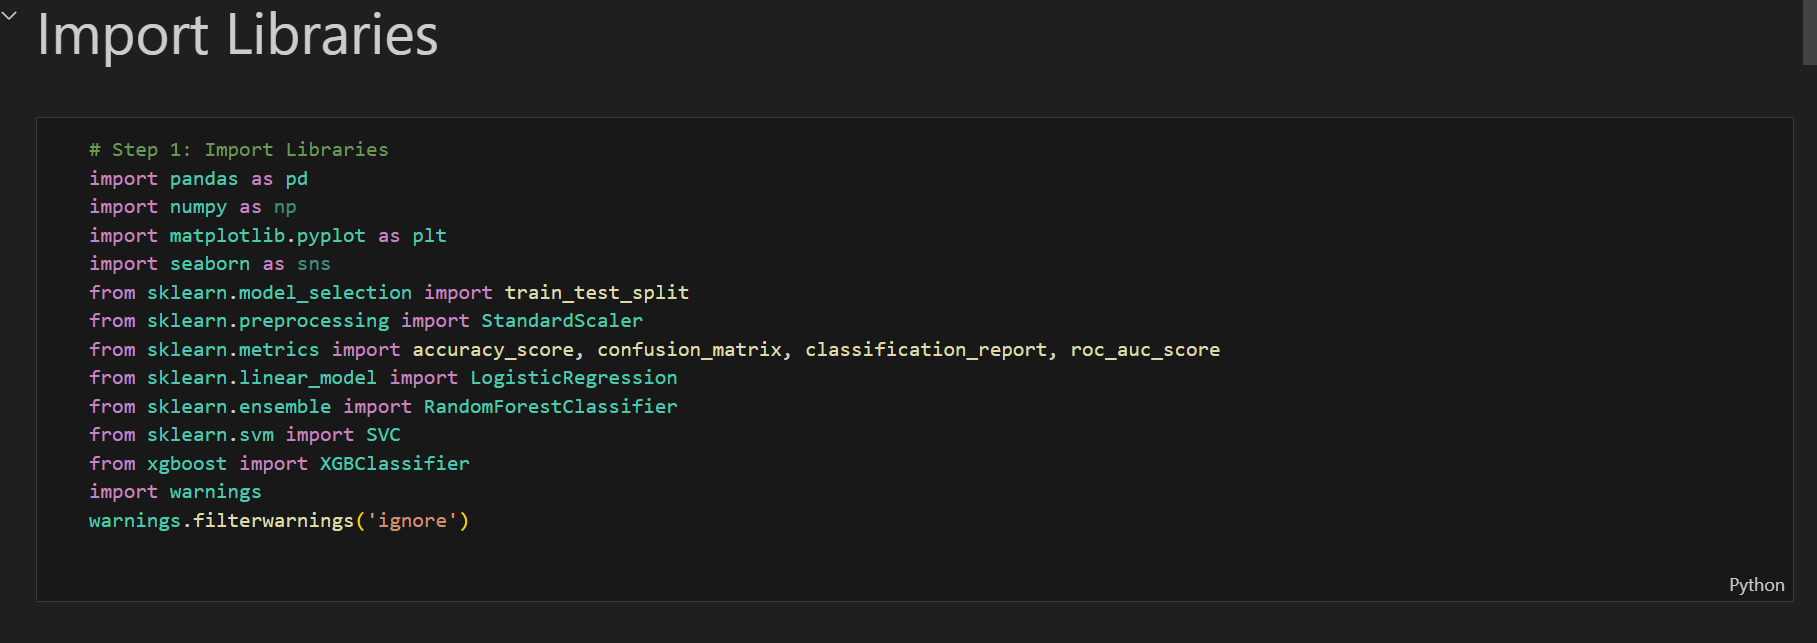 Import Libraries
# Step 1: Import Libraries
import pandas as pd
import numpy as np
import matplotlib.pyplot as plt
import seaborn as sns
from sklearn.model_selection import train_test_split
from sklearn.preprocessing import StandardScaler
from sklearn.metrics import accuracy_score, confusion_matrix, classification_report, roc_auc_score
from sklearn.linear_model import LogisticRegression
from sklearn.ensemble import RandomForestClassifier
from sklearn.svm import SVC
from xgboost import XGBClassifier
import warnings
warnings.filterwarnings('ignore')
Python